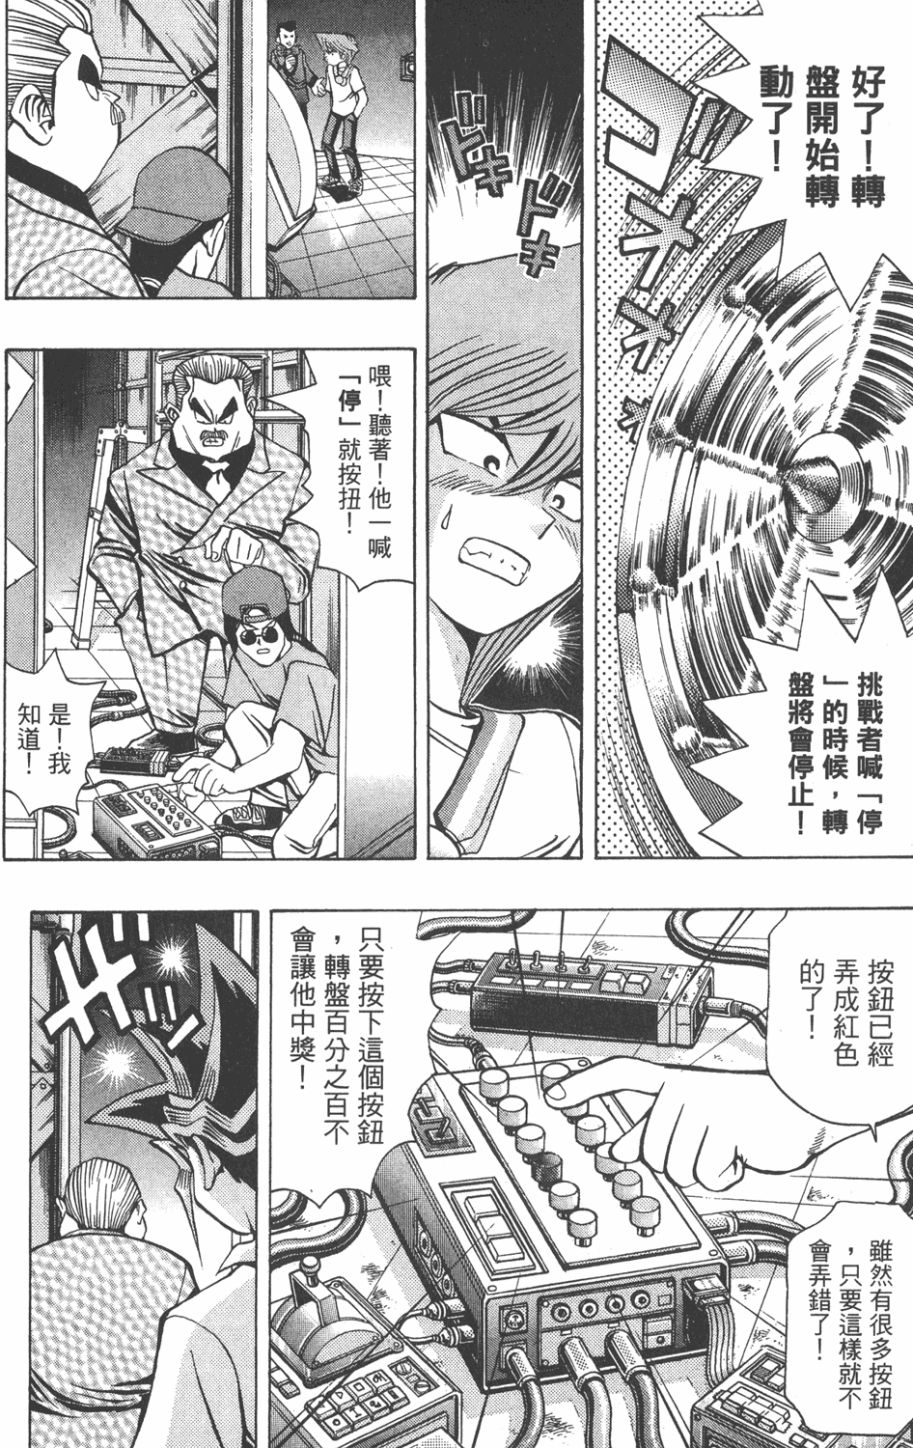 好了！轉
盤開始轉
動了！
ゴオオオ
挑戰者喊「停
」的時候，轉
盤將會停止！
ドキ
ドキ
喂！聽著！他一喊
「停」就按扭！
是！我
知道！
按鈕已經
弄成紅色
的了！
雖然有很多按鈕
，只要這樣就不
會弄錯了！
只要按下這個按鈕
，轉盤百分之百不
會讓他中獎！
ザッ